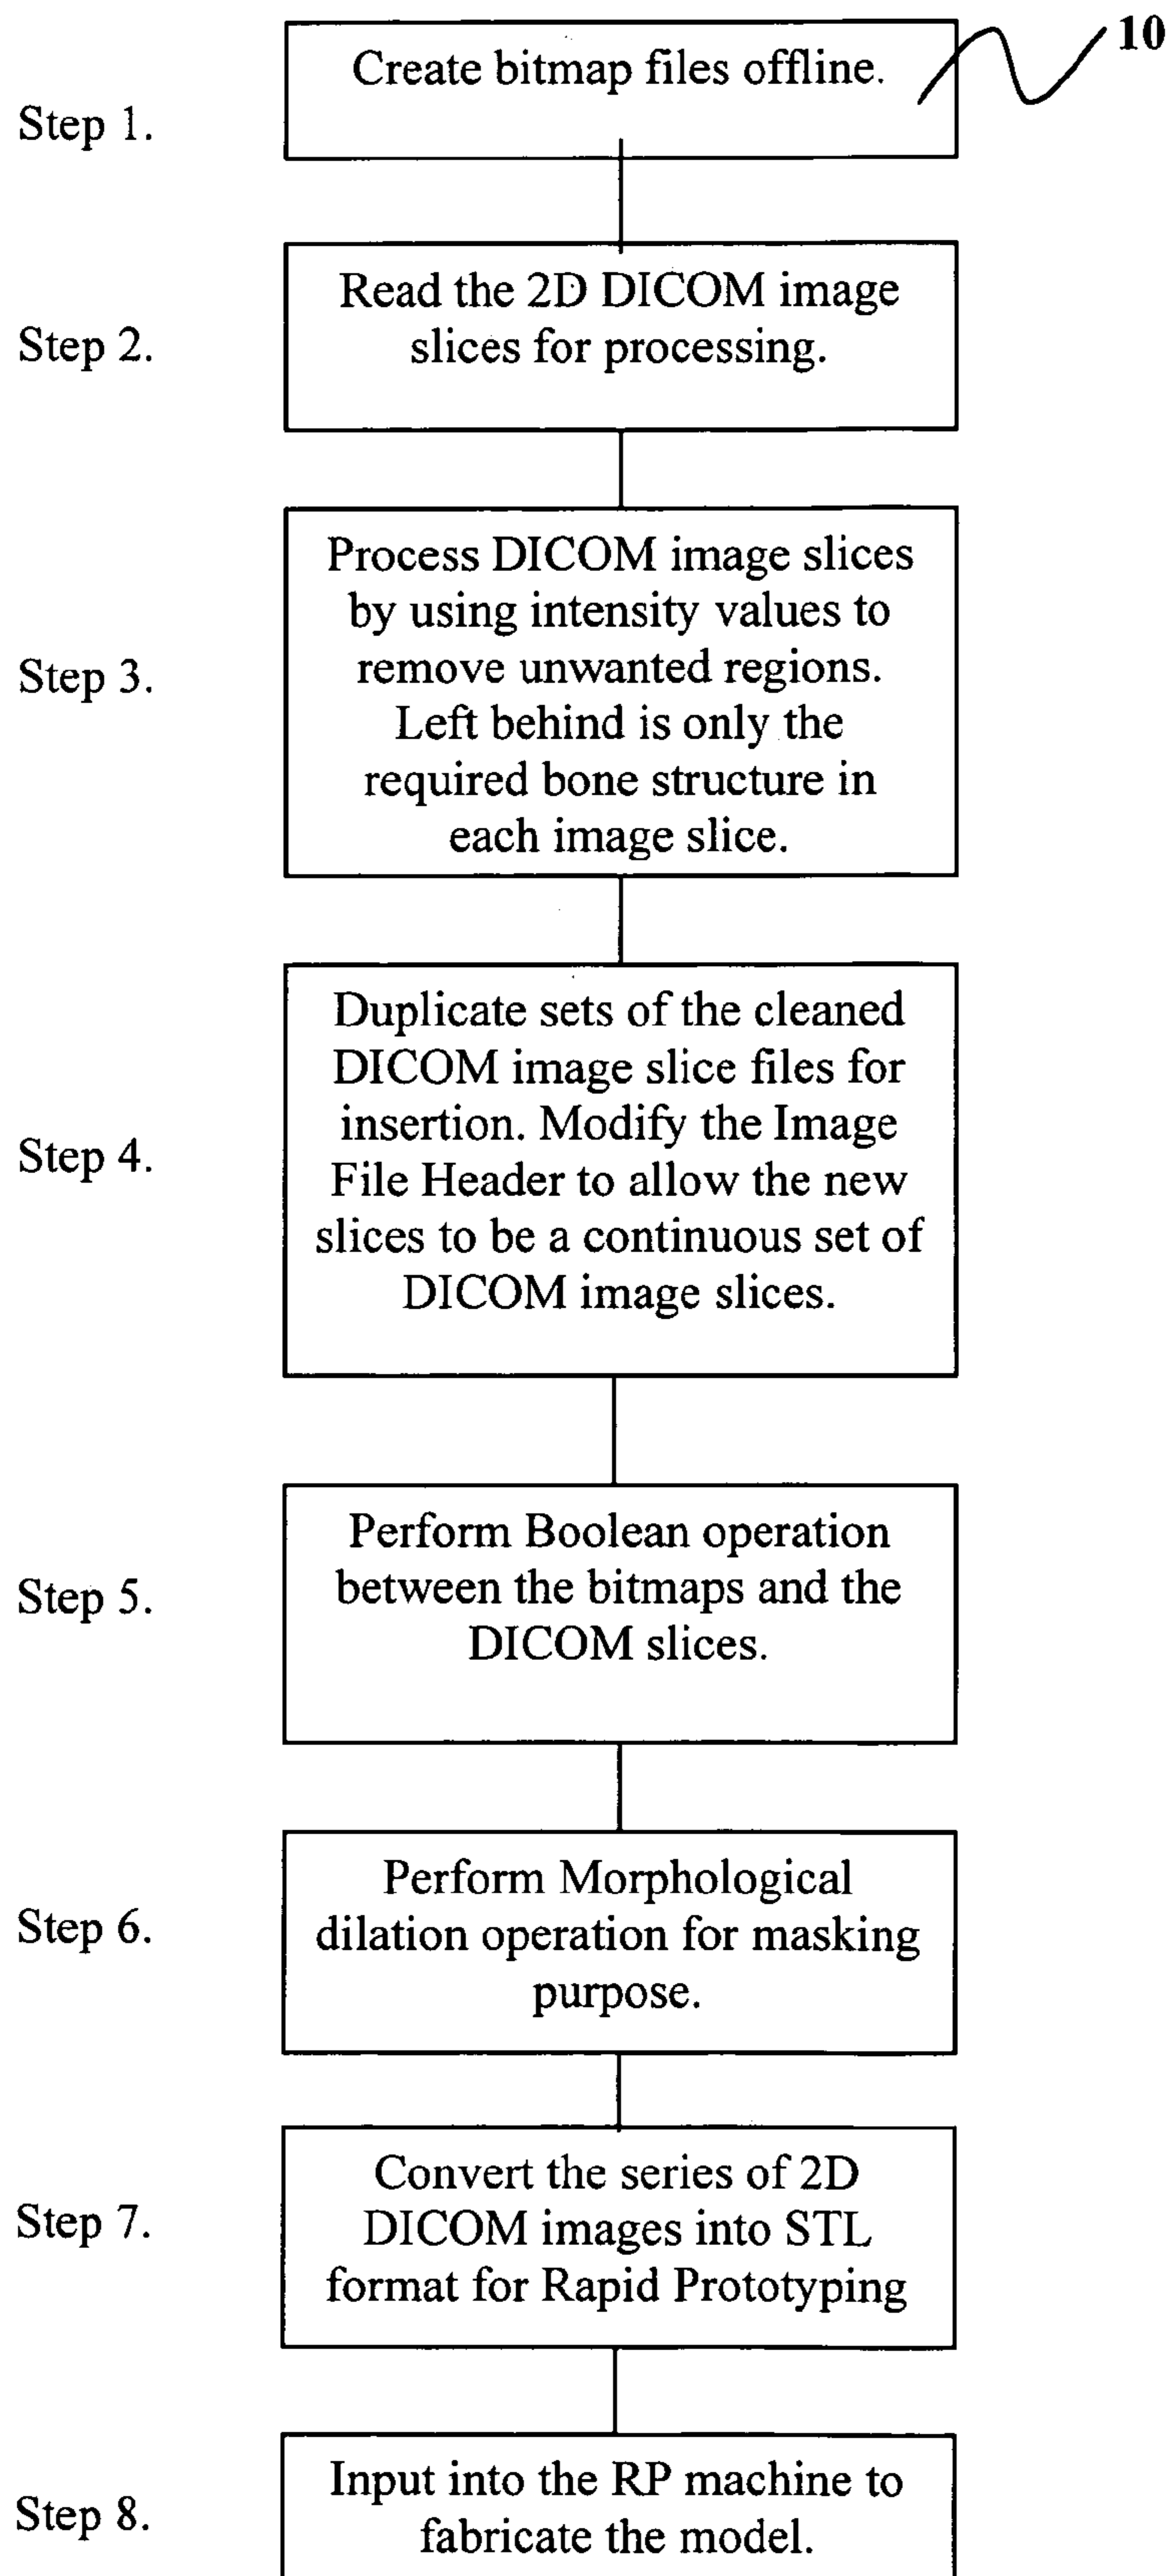 Create bitmap files offline.
10
Step 1.
Read the 2D DICOM image
slices for processing.
Step 2.
Process DICOM image slices
by using intensity values to
remove unwanted regions.
Left behind is only the
required bone structure in
each image slice.
Step 3.
Duplicate sets of the cleaned
DICOM image slice files for
insertion. Modify the Image
File Header to allow the new
slices to be a continuous set of
DICOM image slices.
Step 4.
Perform Boolean operation
between the bitmaps and the
DICOM slices.
Step 5.
Perform Morphological
dilation operation for masking
purpose.
Step 6.
Convert the series of 2D
DICOM images into STL
format for Rapid Prototyping
Step 7.
Input into the RP machine to
fabricate the model.
Step 8.